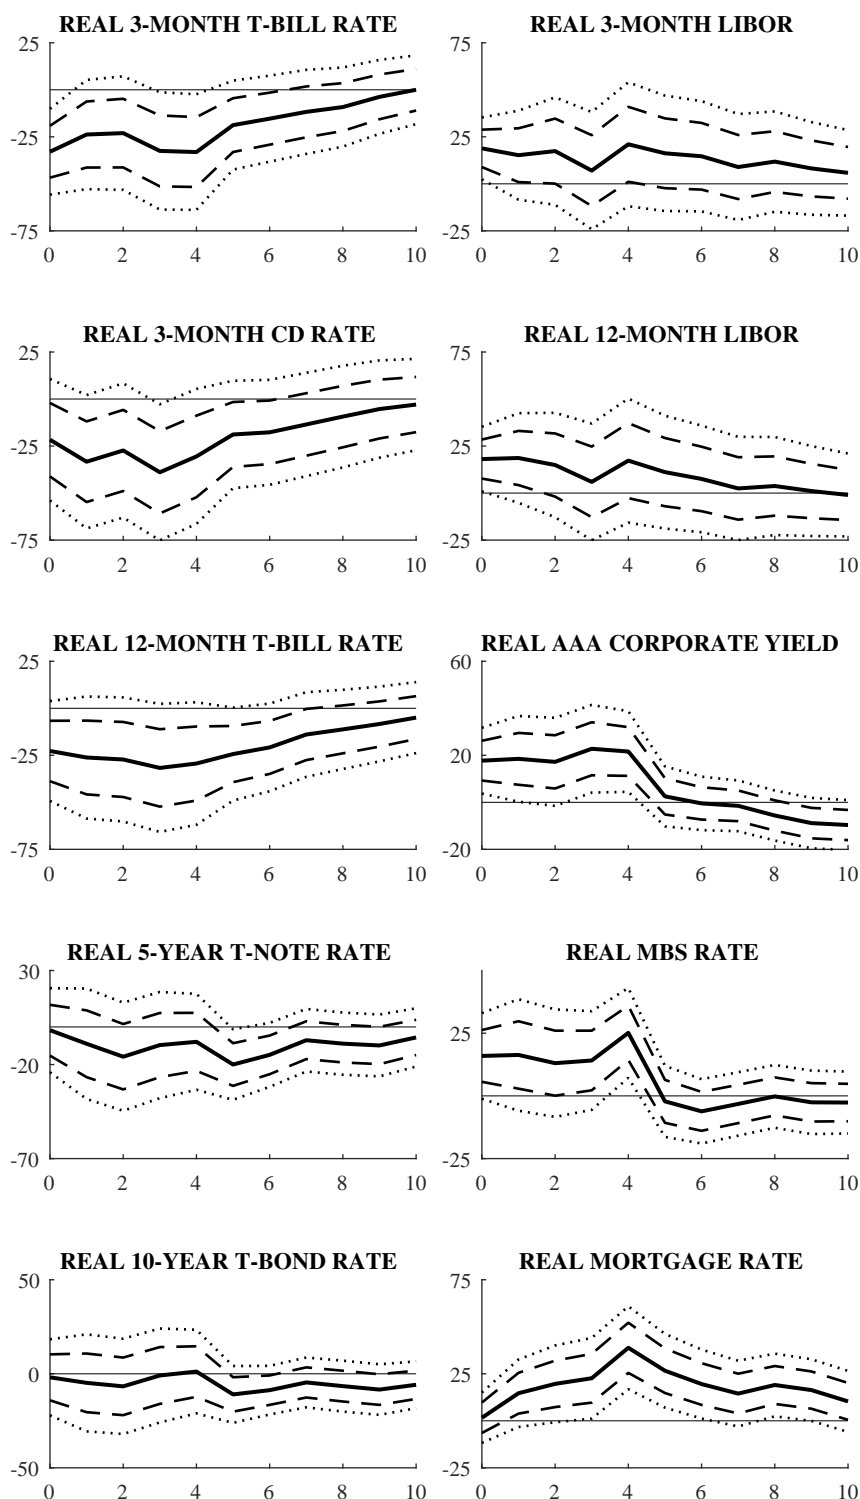 REAL 3-MONTH T-BILL RATE
25
-25
-75
0 2 4 6 8 10
REAL 3-MONTH LIBOR
75
25
-25
0 2 4 6 8 10
REAL 3-MONTH CD RATE
25
-25
-75
0 2 4 6 8 10
REAL 12-MONTH LIBOR
75
25
-25
0 2 4 6 8 10
REAL 12-MONTH T-BILL RATE
25
-25
-75
0 2 4 6 8 10
REAL AAA CORPORATE YIELD
60
20
-20
0 2 4 6 8 10
REAL 5-YEAR T-NOTE RATE
30
-20
-70
0 2 4 6 8 10
REAL MBS RATE
25
-25
0 2 4 6 8 10
REAL 10-YEAR T-BOND RATE
50
0
-50
0 2 4 6 8 10
REAL MORTGAGE RATE
75
25
-25
0 2 4 6 8 10